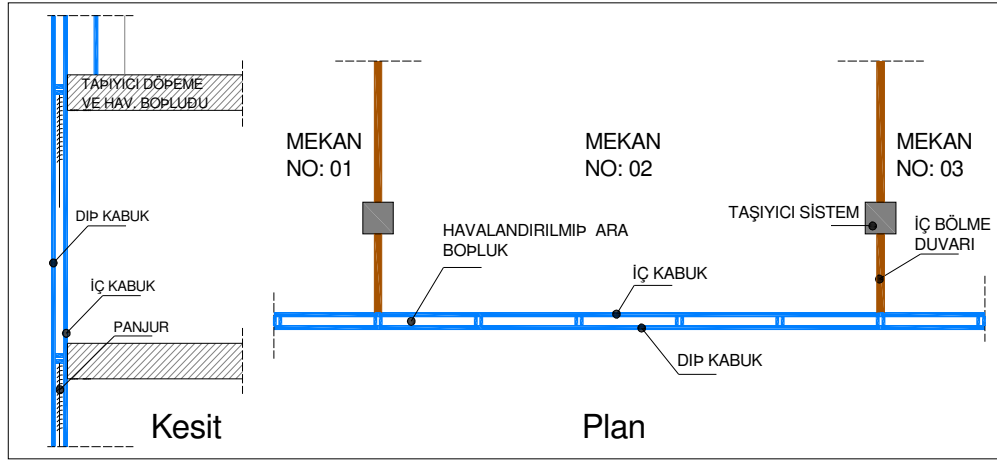 TAÞIYICI DÖÞEME
VE HAV. BOÞLUÐU
DIÞ KABUK
İÇ KABUK
PANJUR
Kesit
MEKAN
NO: 01
MEKAN
NO: 02
MEKAN
NO: 03
HAVALANDIRILMIÞ ARA
BOÞLUK
TAŞIYICI SİSTEM
İÇ BÖLME
DUVARI
İÇ KABUK
DIÞ KABUK
Plan